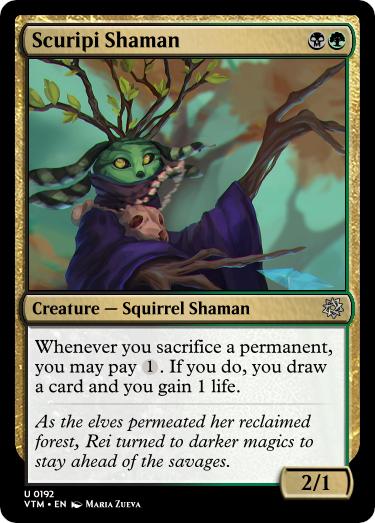 Scuripi Shaman
Creature — Squirrel Shaman
Whenever you sacrifice a permanent,
you may pay 1. If you do, you draw
a card and you gain 1 life.
As the elves permeated her reclaimed
forest, Rei turned to darker magics to
stay ahead of the savages.
2/1
U 0192
VTM • EN Maria Zueva